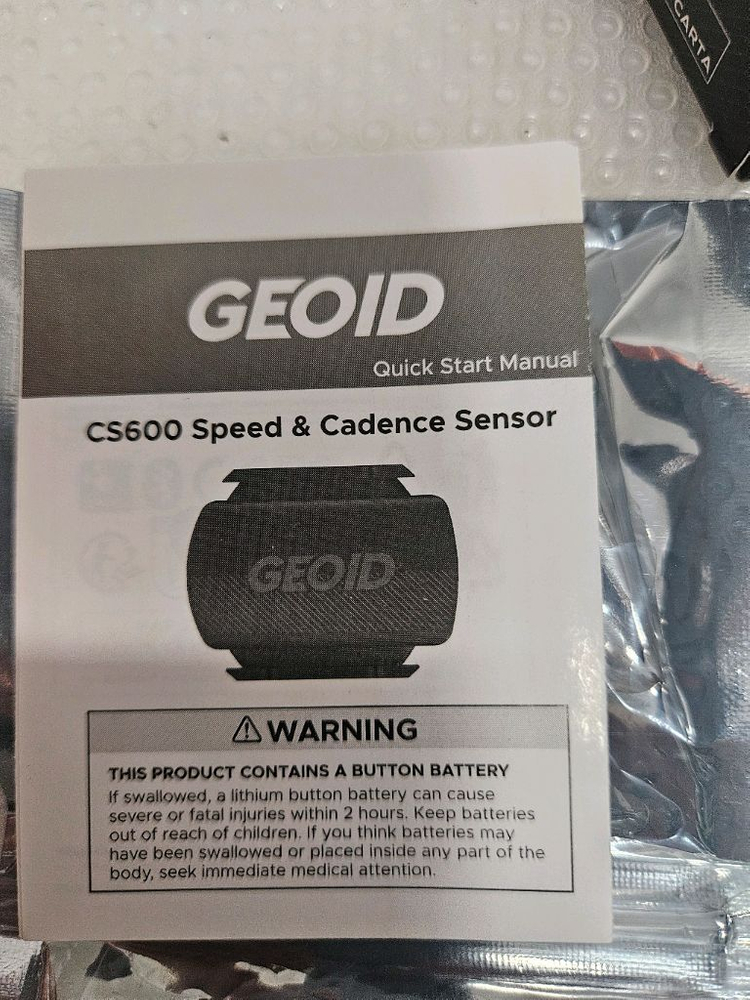 CARTA
GEOID
Quick Start Manual
CS600 Speed & Cadence Sensor
GEOID
WARNING
THIS PRODUCT CONTAINS A BUTTON BATTERY
If swallowed, a lithium button battery can cause
severe or fatal injuries within 2 hours. Keep batteries
out of reach of children. If you think batteries may
have been swallowed or placed inside any part of the
body, seek immediate medical attention.